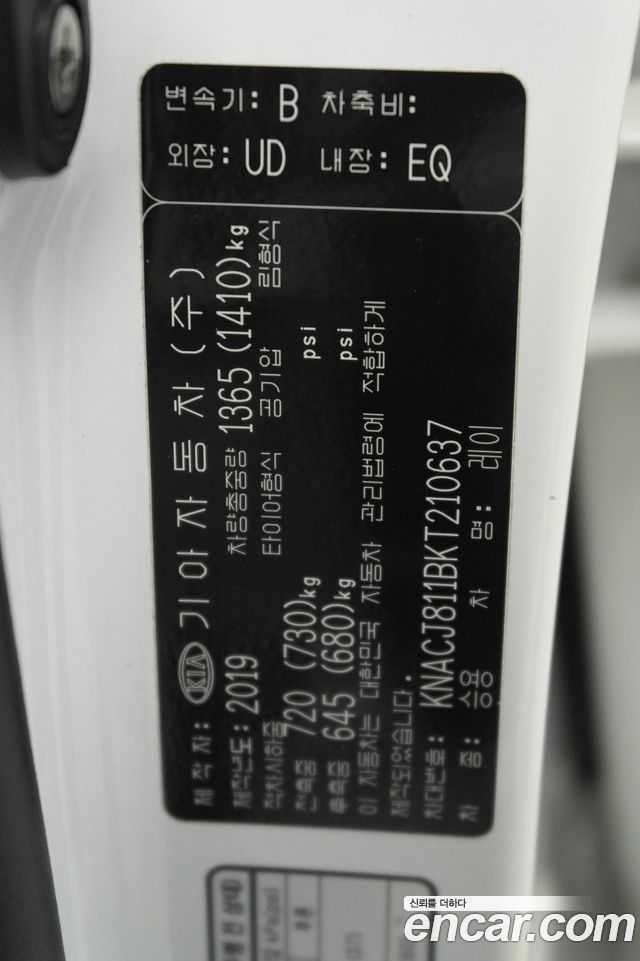 변속기: B 차축비:
외장: UD 내장: EQ
제작자: KIA 기아자동차(주)
제작년도: 2019 차량총중량 1365 (1410)kg
적차시하중 타이어형식 공기압 림형식
전축중 720 (730)kg psi
후축중 645 (680)kg psi
이 자동차는 대한민국 자동차 관리법령에 적합하게
제작되었습니다.
차대번호: KNACJ811BKT210637
차 종: 승용 차 명: 레이
신뢰를 더하다
encar.com